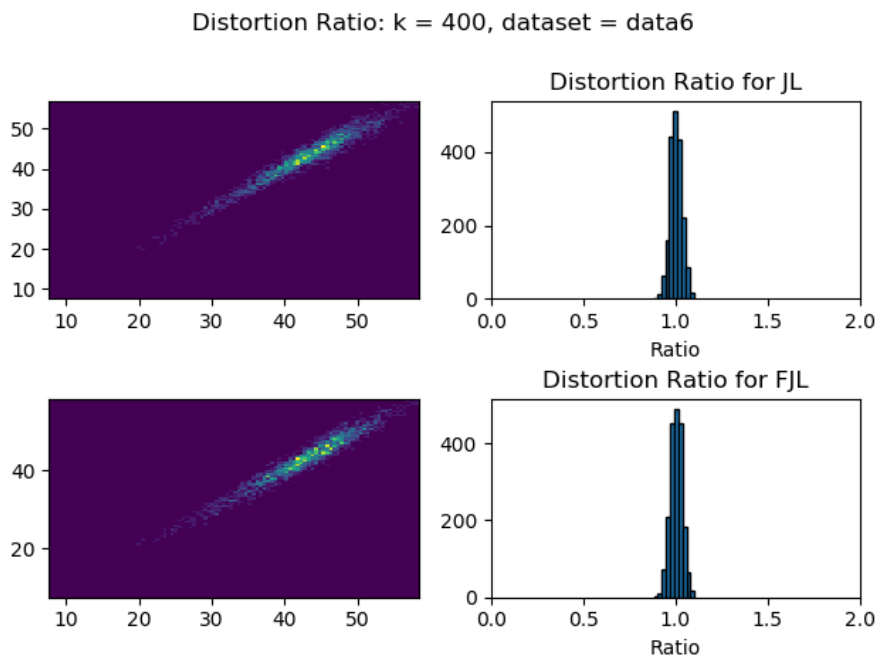 Distortion Ratio: k = 400, dataset = data6
Distortion Ratio for JL
50
40
30
20
10
10 20 30 40 50
400
200
0
0.0 0.5 1.0 1.5 2.0
Ratio
Distortion Ratio for FJL
40
20
10 20 30 40 50
400
200
0
0.0 0.5 1.0 1.5 2.0
Ratio